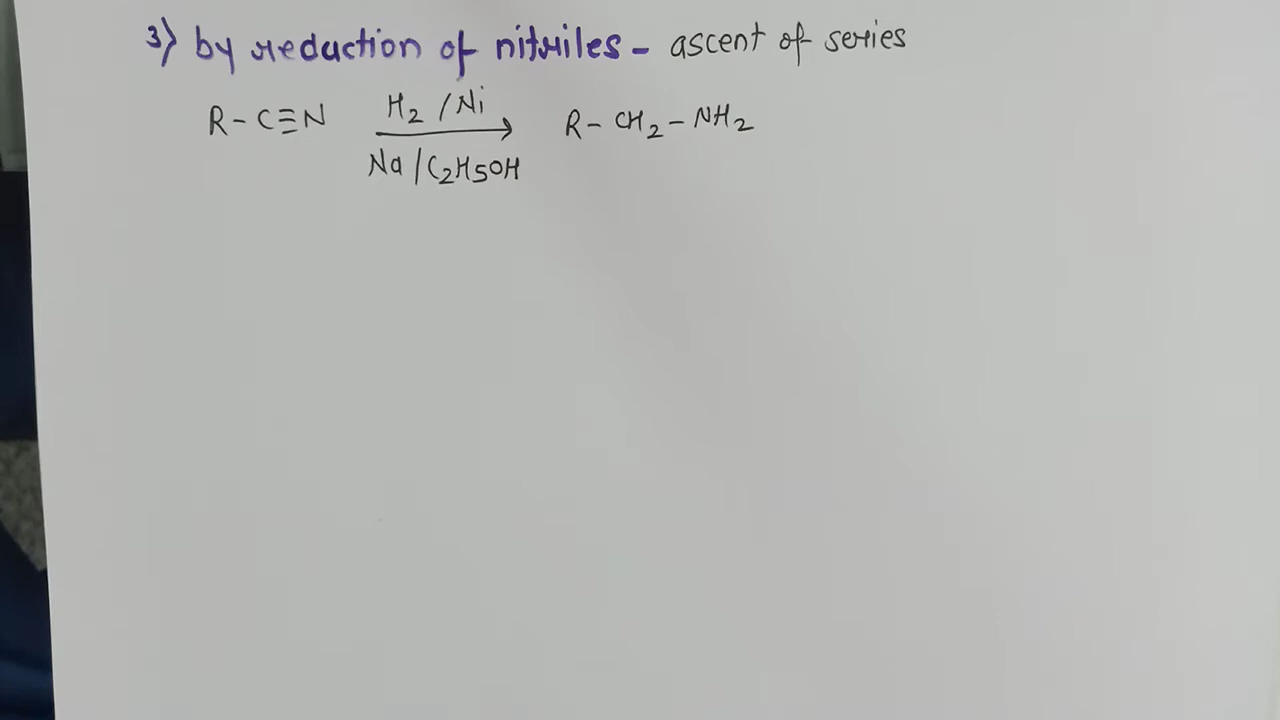 3) by reduction of nitriles - ascent of series
R - C≡N H2 / Ni R - CH2 - NH2
Na / C2H5OH